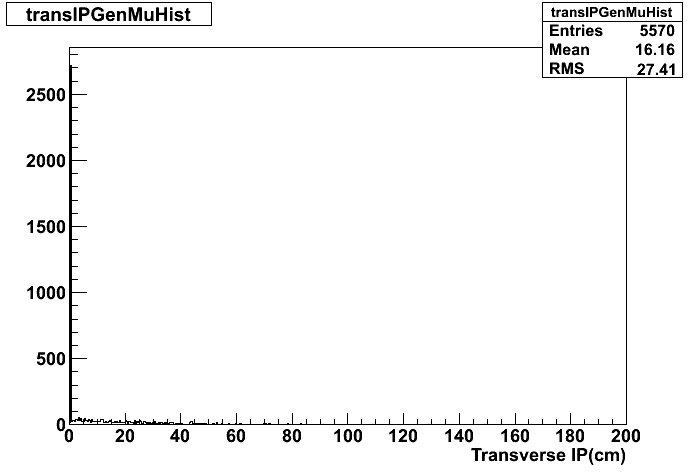 transIPGenMuHist
transIPGenMuHist
Entries 5570
Mean 16.16
RMS 27.41
2500
2000
1500
1000
500
0
0 20 40 60 80 100 120 140 160 180 200
Transverse IP(cm)